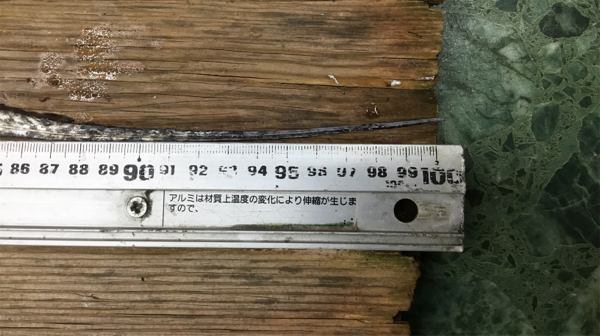 86 87 88 89 90 91 92 93 94 95 96 97 98 99 100
アルミは材質上温度の変化により伸縮が生じま
すので、